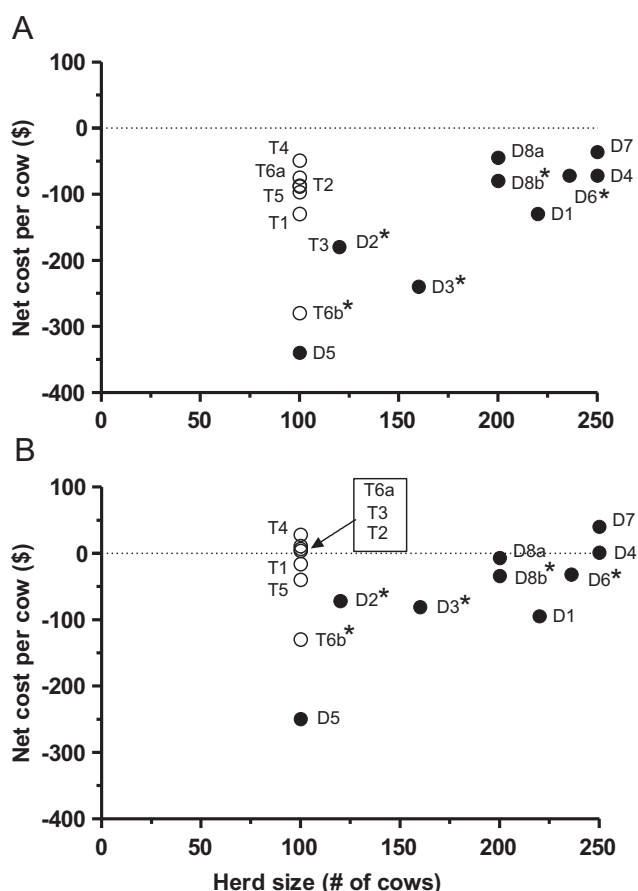 A
Net cost per cow ($)
100
0
-100
-200
-300
-400
0 50 100 150 200 250
T4
T6a
T2
T5
T1
T3
D2*
T6b*
D5
D3*
D8a
D8b*
D1
D6*
D7
D4
B
Net cost per cow ($)
100
0
-100
-200
-300
-400
0 50 100 150 200 250
T6a
T3
T2
T4
T1
T5
T6b*
D5
D2*
D3*
D8a
D8b*
D1
D6*
D7
D4
Herd size (# of cows)